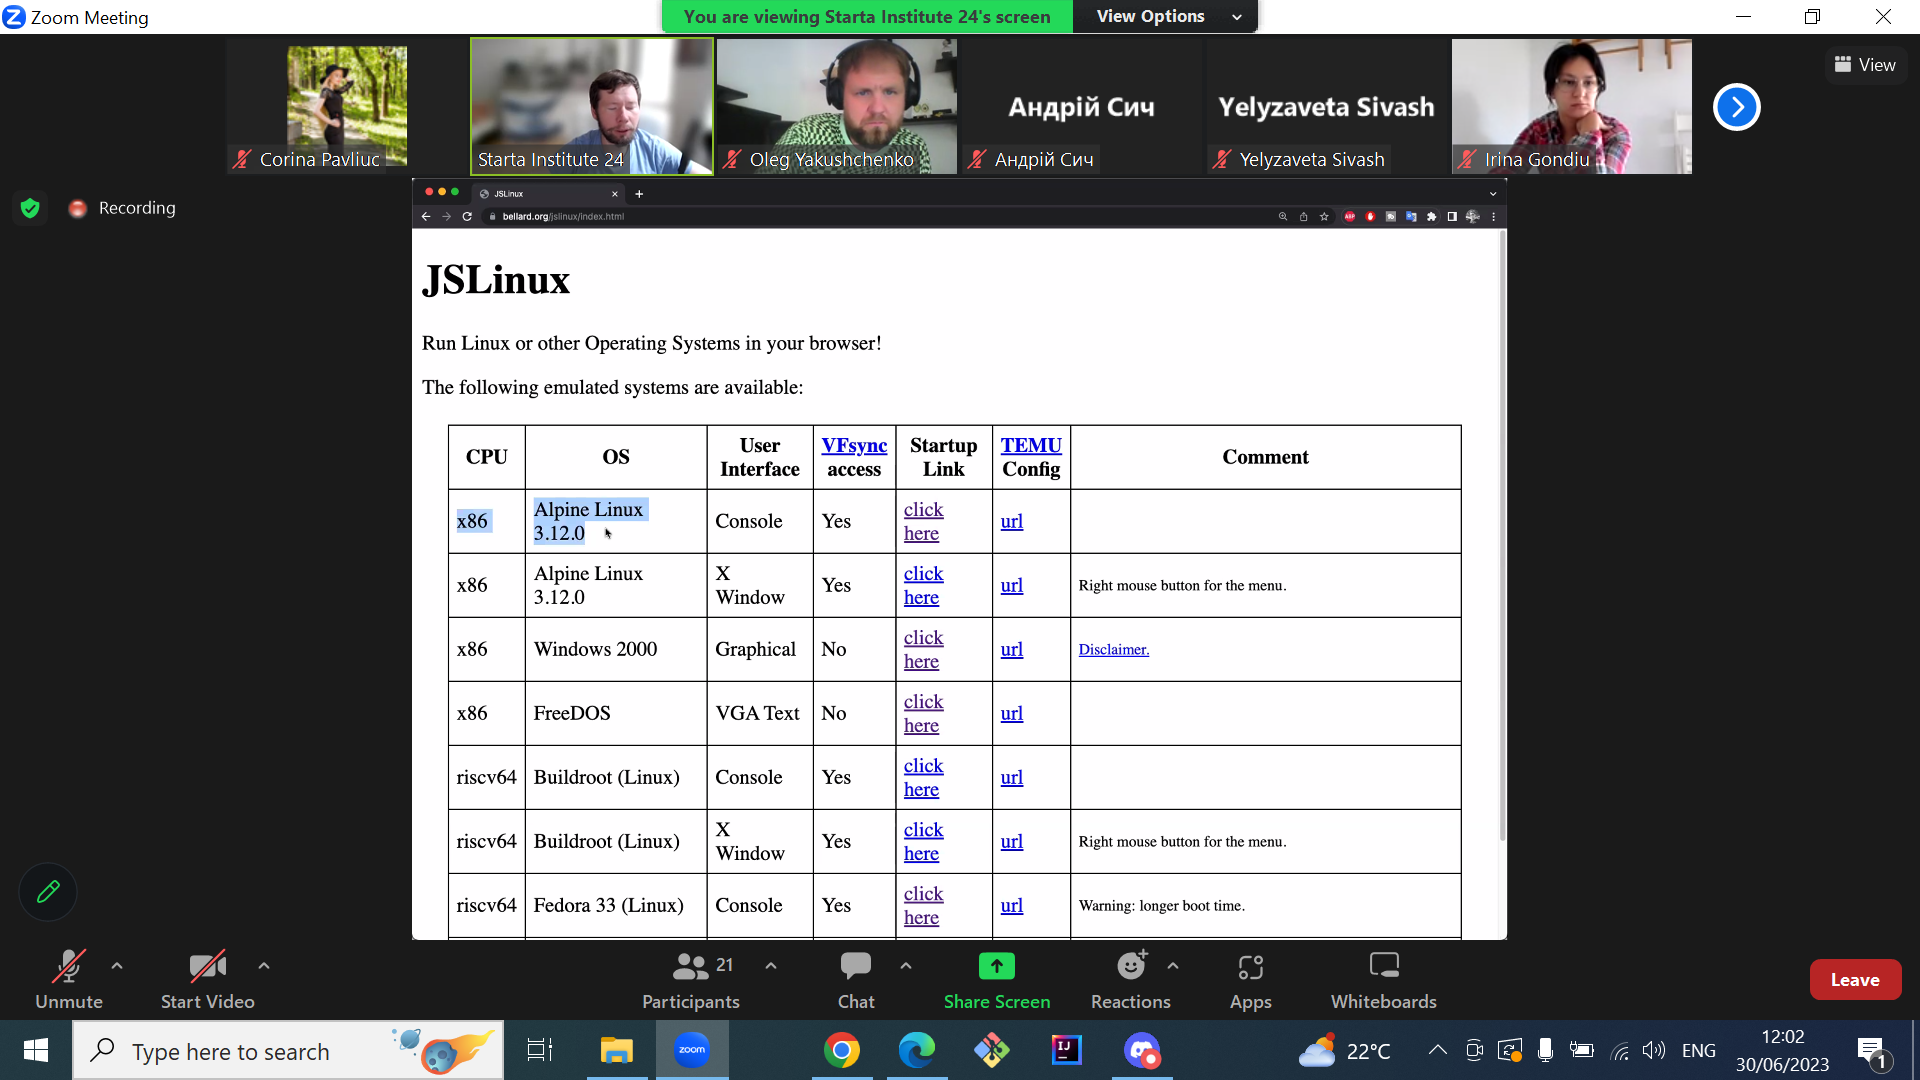 Zoom Meeting
You are viewing Starta Institute 24's screen
View Options
Corina Pavliuc
Starta Institute 24
Oleg Yakushchenko
Андрій Сич
Андрій Сич
Yelyzaveta Sivash
Yelyzaveta Sivash
Irina Gondiu
View
Recording
JSLinux
bellard.org/jslinux/index.html
ABP
JSLinux
Run Linux or other Operating Systems in your browser!
The following emulated systems are available:
CPU OS User Interface VFsync access Startup Link TEMU Config Comment
x86 Alpine Linux 3.12.0 Console Yes click here url
x86 Alpine Linux 3.12.0 X Window Yes click here url Right mouse button for the menu.
x86 Windows 2000 Graphical No click here url Disclaimer.
x86 FreeDOS VGA Text No click here url
riscv64 Buildroot (Linux) Console Yes click here url
riscv64 Buildroot (Linux) X Window Yes click here url Right mouse button for the menu.
riscv64 Fedora 33 (Linux) Console Yes click here url Warning: longer boot time.
Unmute
Start Video
21
Participants
Chat
Share Screen
Reactions
Apps
Whiteboards
Leave
Type here to search
zoom
IJ
22°C
ENG
12:02
30/06/2023
1